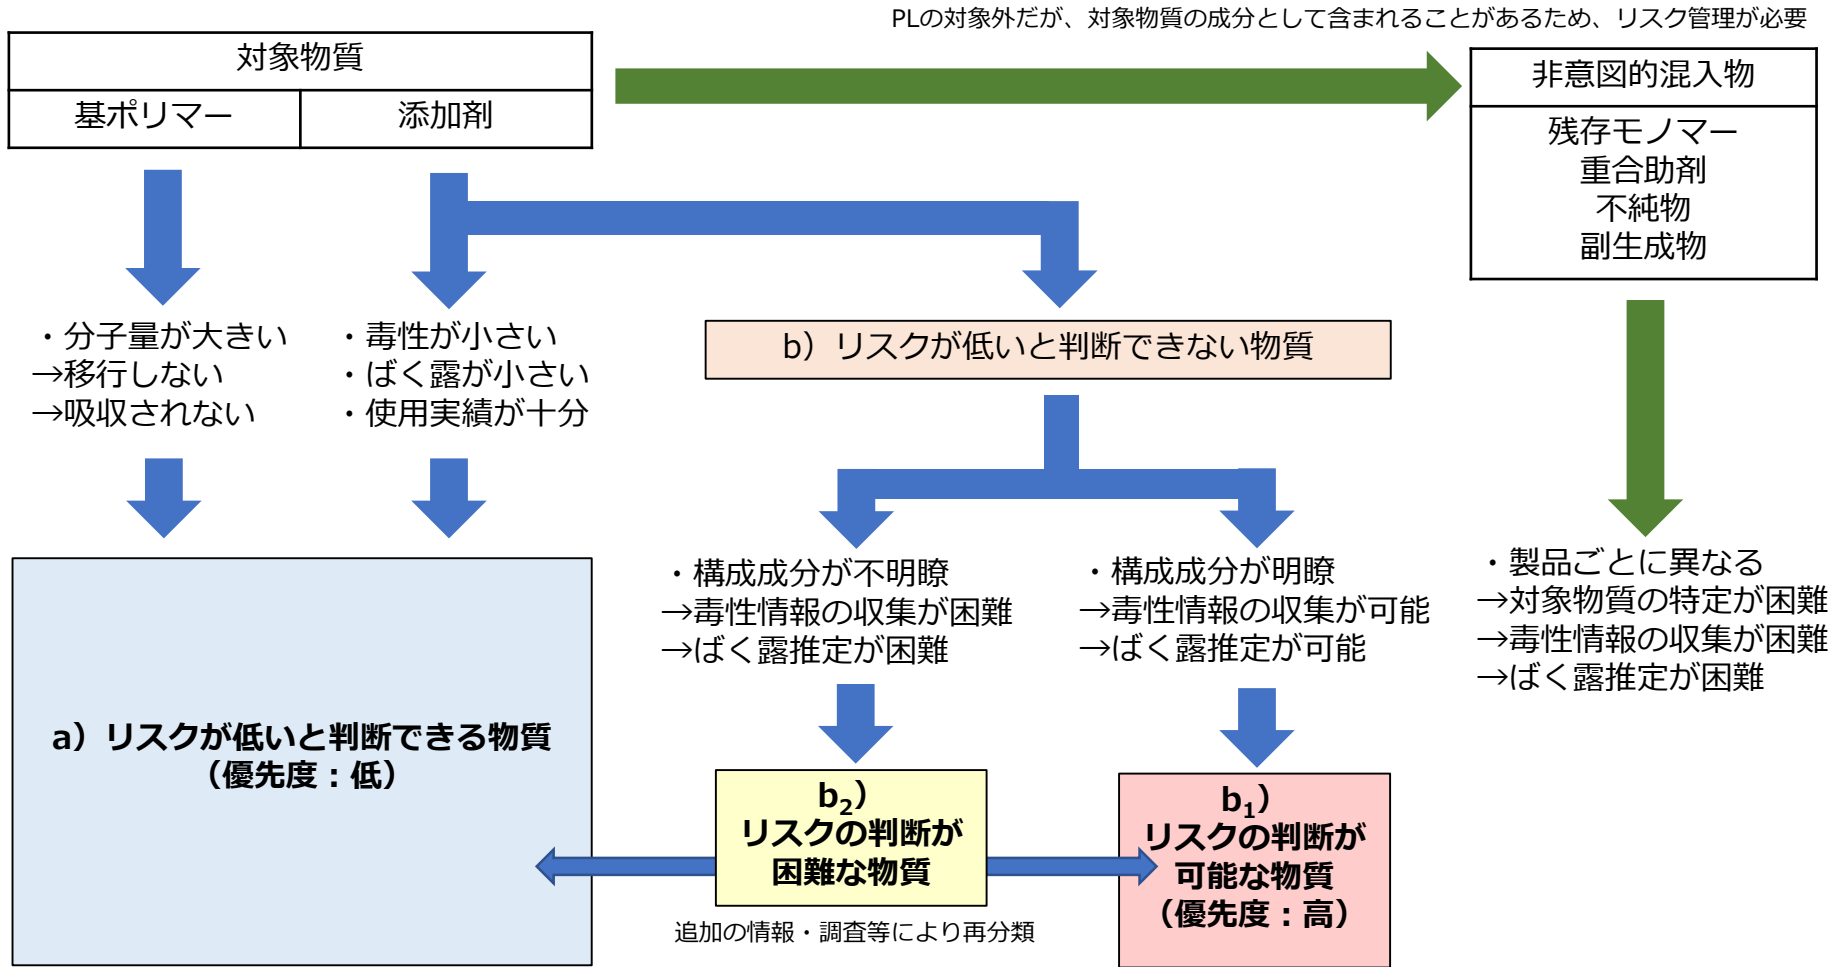 PLの対象外だが、対象物質の成分として含まれることがあるため、リスク管理が必要
対象物質
基ポリマー
添加剤
非意図的混入物
残存モノマー
重合助剤
不純物
副生成物
・分子量が大きい
→移行しない
→吸収されない
・毒性が小さい
・ばく露が小さい
・使用実績が十分
b）リスクが低いと判断できない物質
・構成成分が不明瞭
→毒性情報の収集が困難
→ばく露推定が困難
・構成成分が明瞭
→毒性情報の収集が可能
→ばく露推定が可能
・製品ごとに異なる
→対象物質の特定が困難
→毒性情報の収集が困難
→ばく露推定が困難
a）リスクが低いと判断できる物質
（優先度：低）
b₂）
リスクの判断が
困難な物質
b₁）
リスクの判断が
可能な物質
（優先度：高）
追加の情報・調査等により再分類